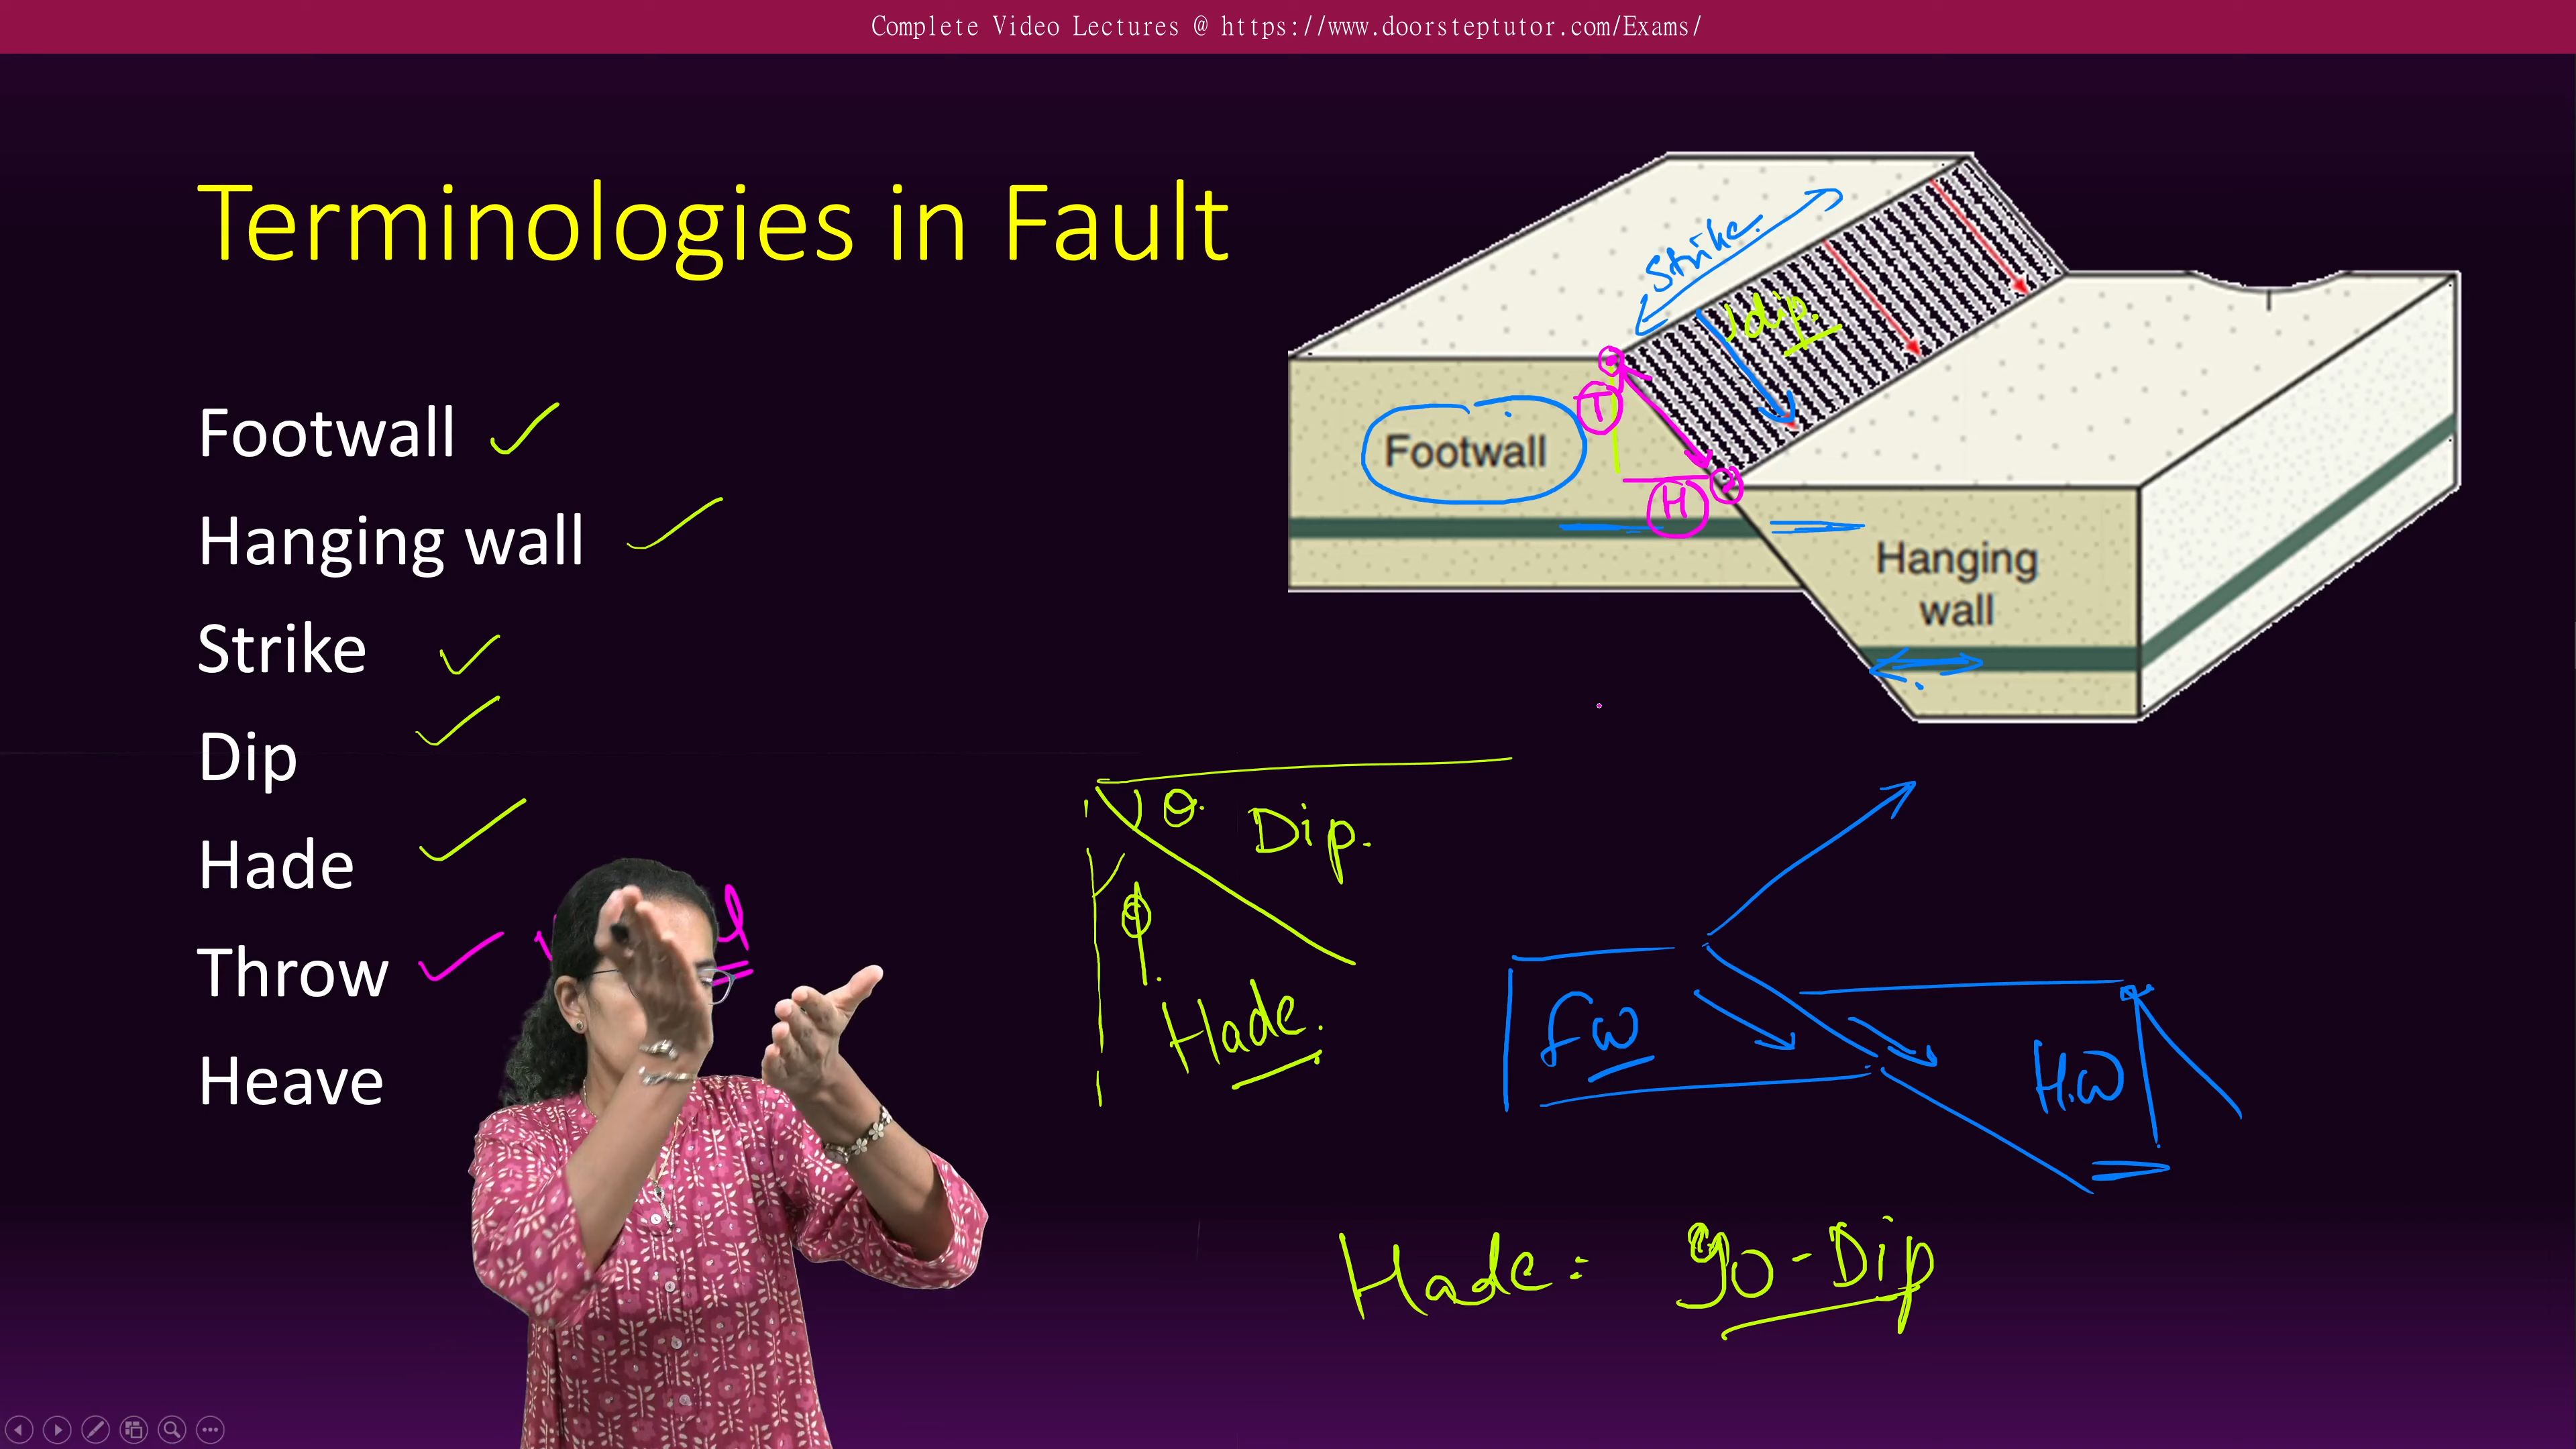 Complete Video Lectures @ https://www.doorsteptutor.com/Exams/
Terminologies in Fault
Footwall
Hanging wall
Strike
Dip
Hade
Throw
Heave
Strike.
dip.
T
Footwall
H
Hanging
wall
θ.
Dip.
φ.
Hade.
FW
H.W
Hade: 90-Dip